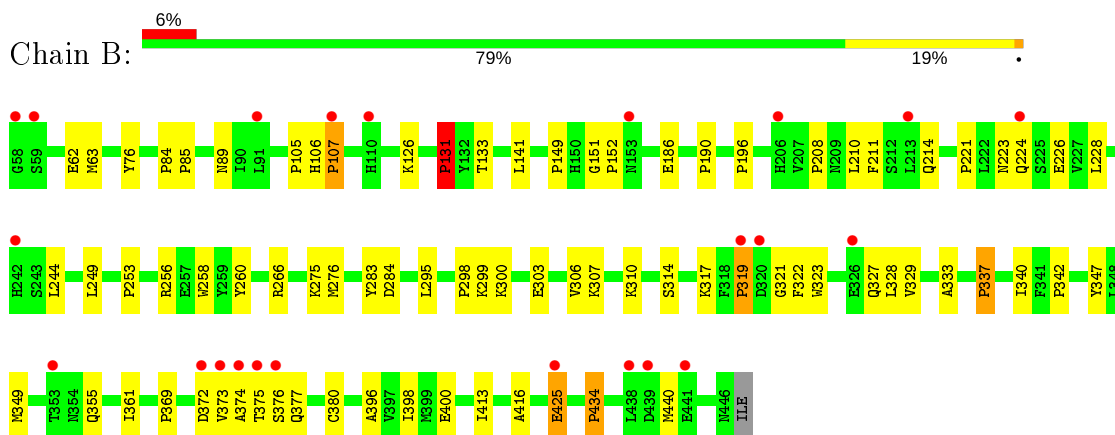 6%
Chain B:
79% 19% •
G58 S59 E62 M63 Y76 P84 P85 N89 I90 L91 P105 H106 P107 H110 K126 P131 Y132 T133 L141 P149 H150 G151 P152 N153 E186 P190 P196 H206 V207 P208 N209 L210 F211 S212 L213 Q214 P221 L222 N223 Q224 S225 E226 V227 L228
H242 S243 L244 L249 P253 R256 E257 W258 Y259 Y260 R266 K275 M276 Y283 D284 L295 P298 K299 K300 E303 V306 K307 K310 S314 K317 F318 P319 D320 G321 F322 W323 E326 Q327 L328 V329 A333 P337 I340 F341 P342 Y347 L348
M349 T353 N354 Q355 I361 P369 D372 V373 A374 T375 S376 Q377 C380 A396 V397 I398 M399 E400 I413 A416 E425 P434 L438 D439 M440 E441 N446 ILE